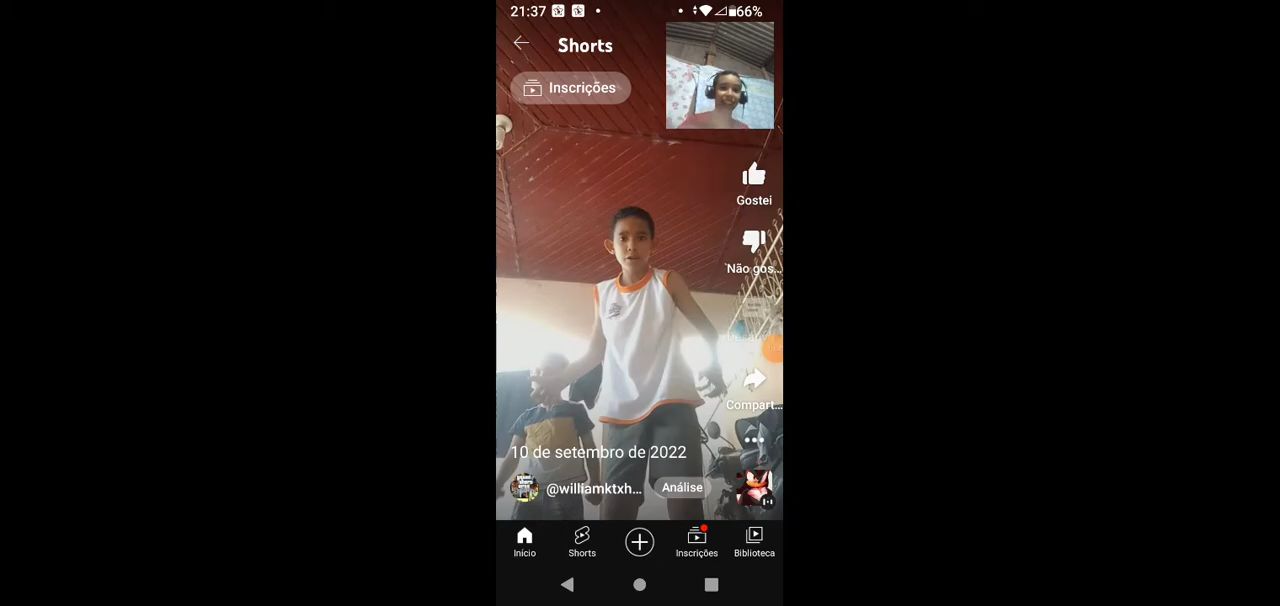 21:37
66%
Shorts
Inscrições
Gostei
Não gos...
Compart...
10 de setembro de 2022
@williamktxh...
Análise
Início
Shorts
Inscrições
Biblioteca